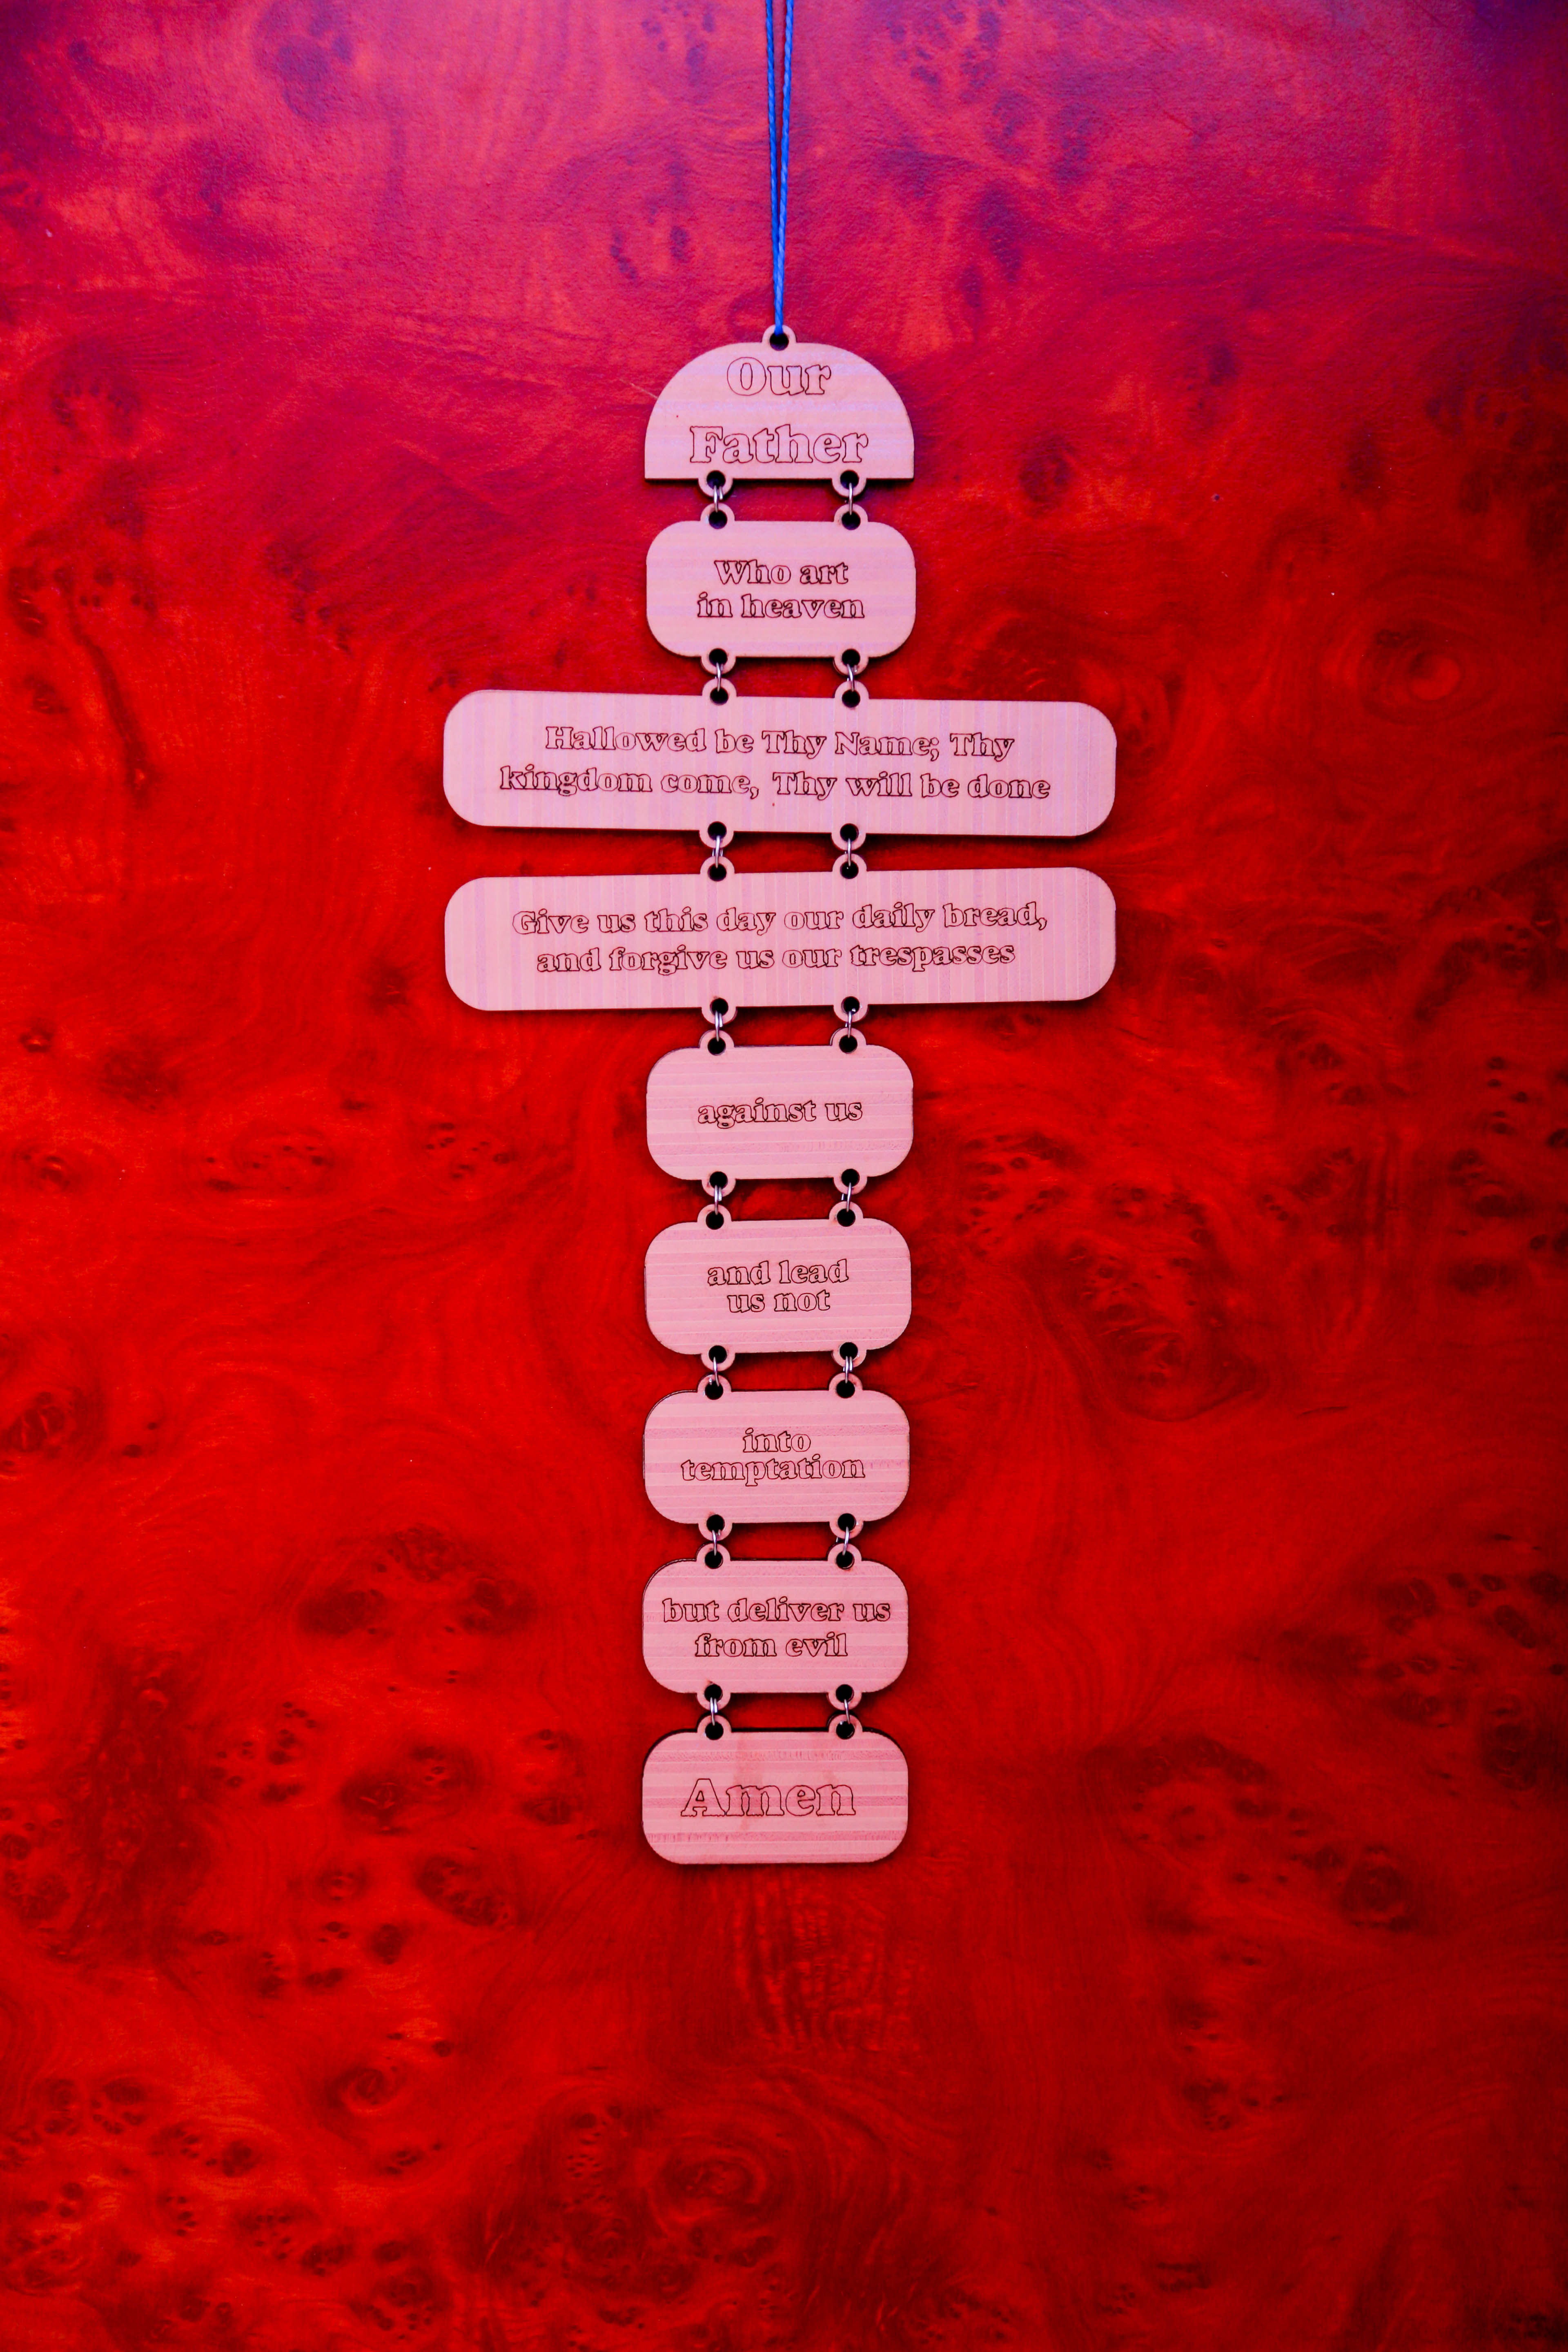 Our
Father
Who art
in heaven
Hallowed be Thy Name; Thy
kingdom come, Thy will be done
Give us this day our daily bread,
and forgive us our trespasses
against us
and lead
us not
into
temptation
but deliver us
from evil
Amen